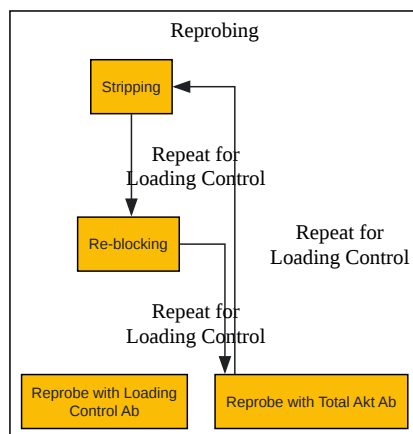 Reprobing
Stripping
Repeat for
Loading Control
Re-blocking
Repeat for
Loading Control
Repeat for
Loading Control
Reprobe with Loading
Control Ab
Reprobe with Total Akt Ab